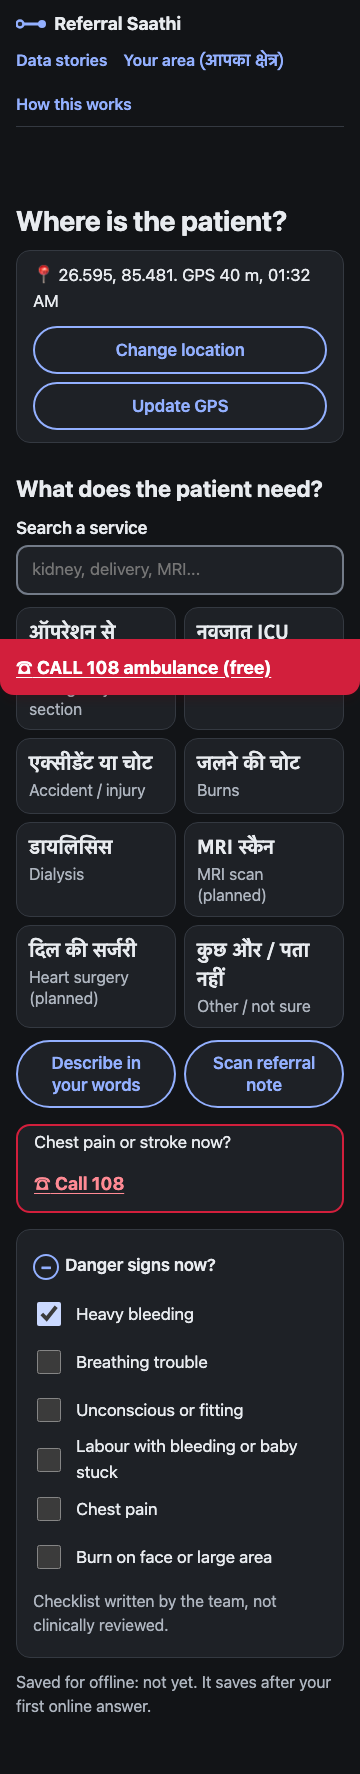 Referral Saathi
Data stories Your area (आपका क्षेत्र)
How this works
Where is the patient?
📍 26.595, 85.481. GPS 40 m, 01:32
AM
Change location
Update GPS
What does the patient need?
Search a service
kidney, delivery, MRI...
ऑपरेशन से
नवजात ICU
☎ CALL 108 ambulance (free)
section
एक्सीडेंट या चोट
Accident / injury
जलने की चोट
Burns
डायलिसिस
Dialysis
MRI स्कैन
MRI scan
(planned)
दिल की सर्जरी
Heart surgery
(planned)
कुछ और / पता
नहीं
Other / not sure
Describe in
your words
Scan referral
note
Chest pain or stroke now?
☎ Call 108
Danger signs now?
Heavy bleeding
Breathing trouble
Unconscious or fitting
Labour with bleeding or baby
stuck
Chest pain
Burn on face or large area
Checklist written by the team, not
clinically reviewed.
Saved for offline: not yet. It saves after your
first online answer.